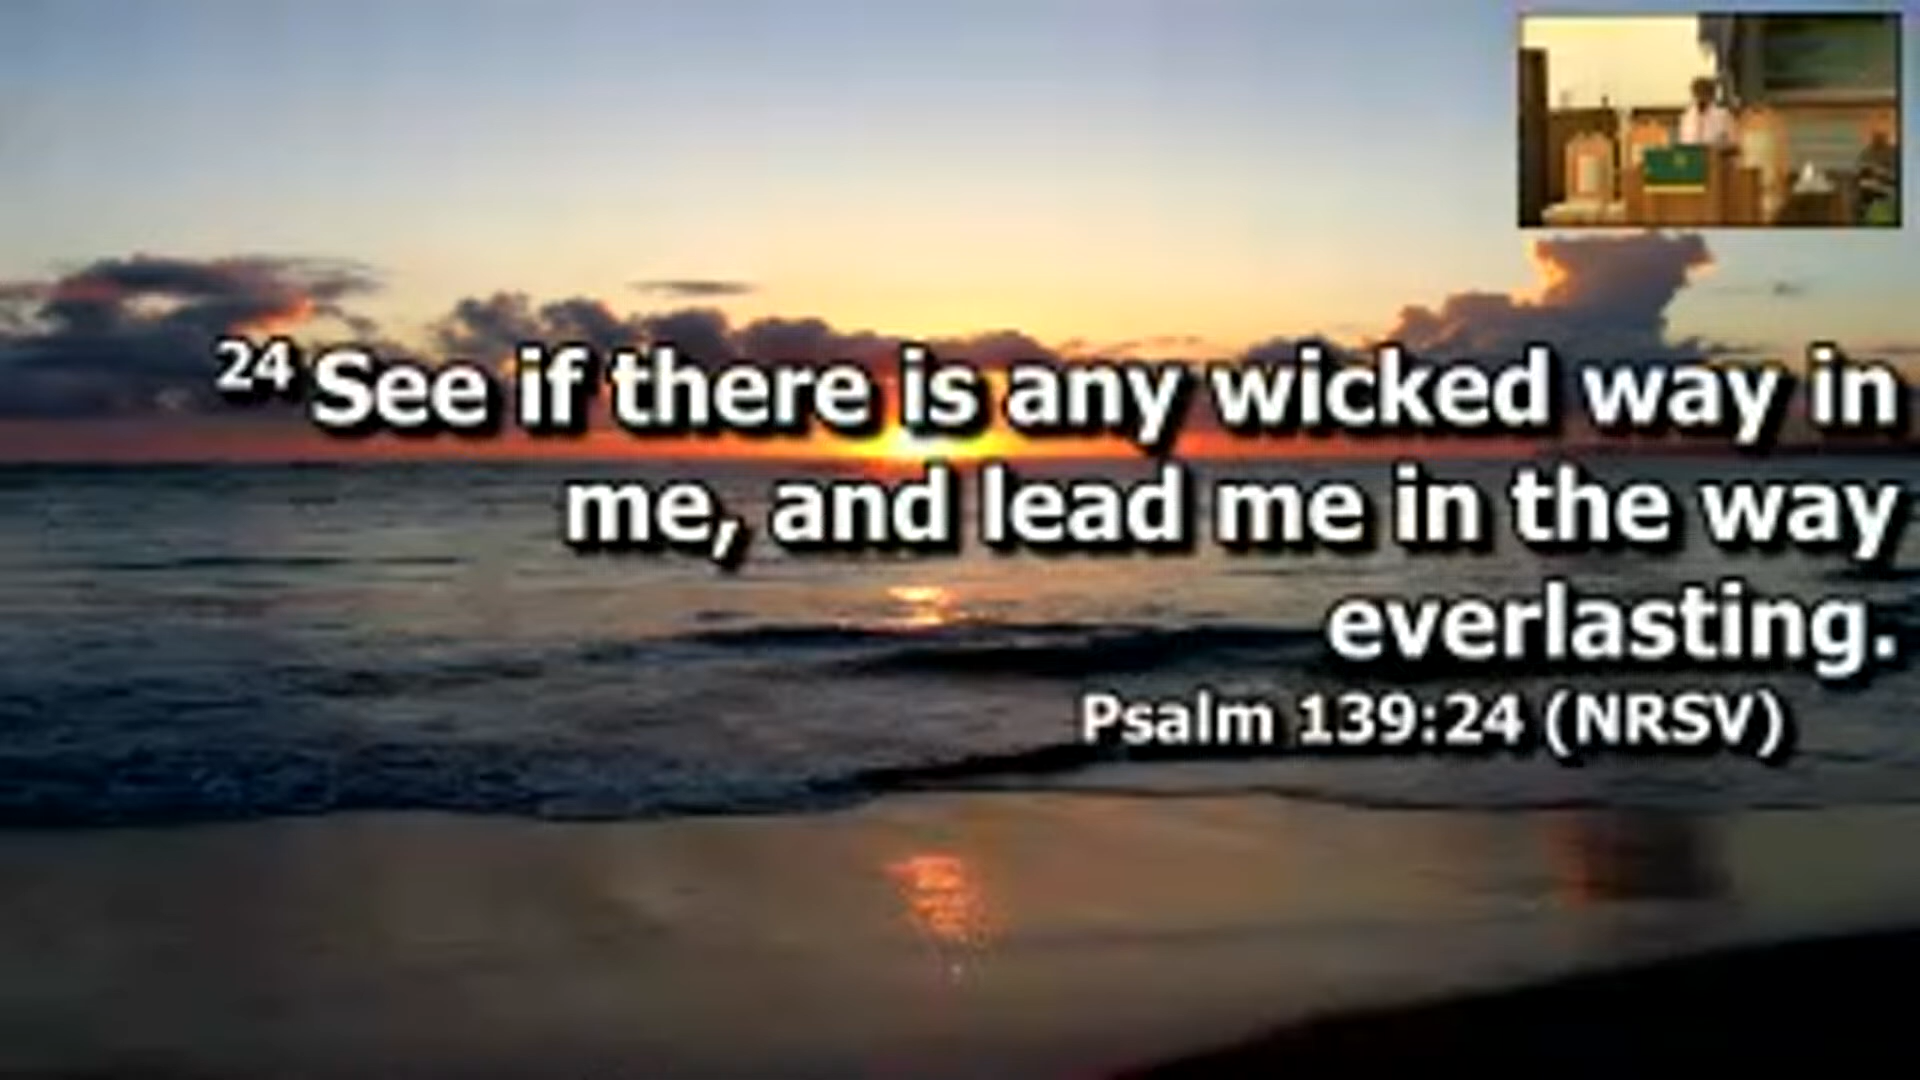 24 See if there is any wicked way in
me, and lead me in the way
everlasting.
Psalm 139:24 (NRSV)